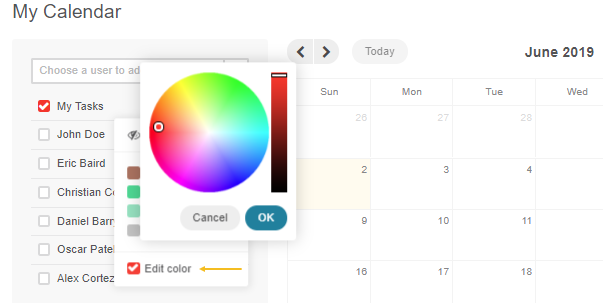 My Calendar
Choose a user to ad
My Tasks
John Doe
Eric Baird
Christian Co
Daniel Barry
Oscar Patel
Alex Cortez
Cancel
OK
Edit color
Today
June 2019
Sun Mon Tue Wed
26 27 28
2 3 4
9 10 11
16 17 18